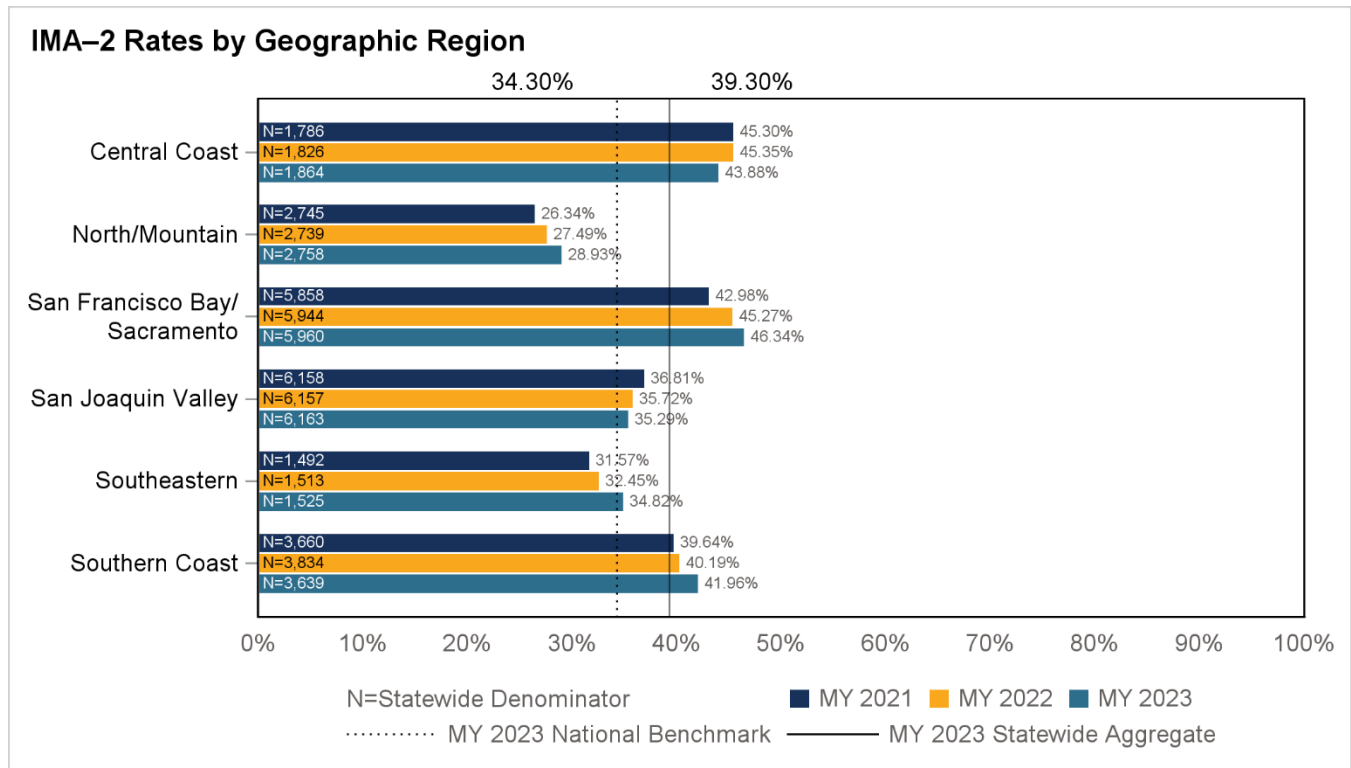 IMA–2 Rates by Geographic Region
34.30% 39.30%
Central Coast
N=1,786 45.30%
N=1,826 45.35%
N=1,864 43.88%
North/Mountain
N=2,745 26.34%
N=2,739 27.49%
N=2,758 28.93%
San Francisco Bay/
Sacramento
N=5,858 42.98%
N=5,944 45.27%
N=5,960 46.34%
San Joaquin Valley
N=6,158 36.81%
N=6,157 35.72%
N=6,163 35.29%
Southeastern
N=1,492 31.57%
N=1,513 32.45%
N=1,525 34.82%
Southern Coast
N=3,660 39.64%
N=3,834 40.19%
N=3,639 41.96%
0% 10% 20% 30% 40% 50% 60% 70% 80% 90% 100%
N=Statewide Denominator MY 2021 MY 2022 MY 2023
MY 2023 National Benchmark MY 2023 Statewide Aggregate